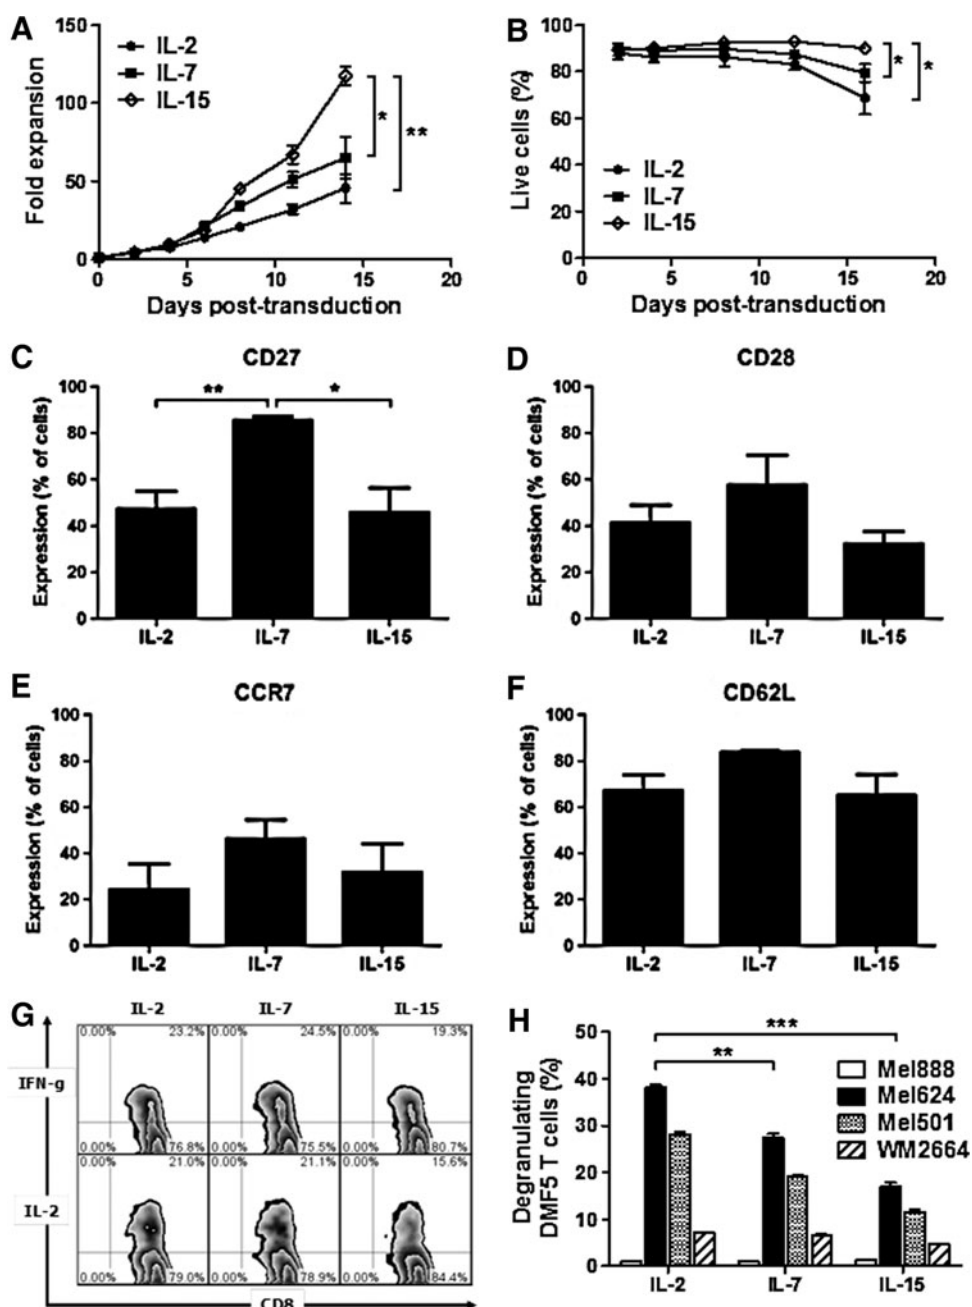 A
150
100
50
0
Fold expansion
IL-2
IL-7
IL-15
*
**
0 5 10 15 20
Days post-transduction
B
100
80
60
40
20
0
Live cells (%)
IL-2
IL-7
IL-15
*
*
0 5 10 15 20
Days post-transduction
C
CD27
100
80
60
40
20
0
Expression (% of cells)
** *
IL-2 IL-7 IL-15
D
CD28
100
80
60
40
20
0
Expression (% of cells)
IL-2 IL-7 IL-15
E
CCR7
100
80
60
40
20
0
Expression (% of cells)
IL-2 IL-7 IL-15
F
CD62L
100
80
60
40
20
0
Expression (% of cells)
IL-2 IL-7 IL-15
G
IL-2 IL-7 IL-15
IFN-g
0.00% 23.2% 0.00% 24.5% 0.00% 19.3%
0.00% 76.8% 0.00% 75.5% 0.00% 80.7%
IL-2
0.00% 21.0% 0.00% 21.1% 0.00% 15.6%
0.00% 79.0% 0.00% 78.9% 0.00% 84.4%
CD8
H
50
40
30
20
10
0
Degranulating
DMF5 T cells (%)
***
**
Mel888
Mel624
Mel501
WM2664
IL-2 IL-7 IL-15